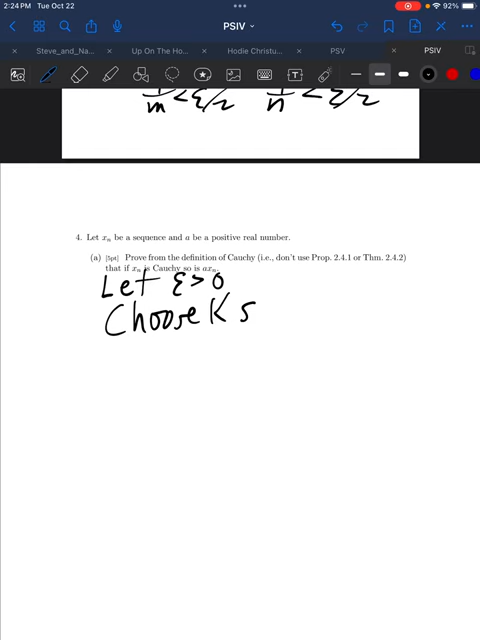 2:24 PM Tue Oct 22
92%
PSIV
Steve_and_Na...
Up On The Ho...
Hodie Christu...
PSV
PSIV
1/m < ε/2 1/n < ε/2
4. Let xₙ be a sequence and a be a positive real number.
(a) [5pt] Prove from the definition of Cauchy (i.e., don't use Prop. 2.4.1 or Thm. 2.4.2)
that if xₙ is Cauchy so is axₙ.
Let ε > 0
Choose K s